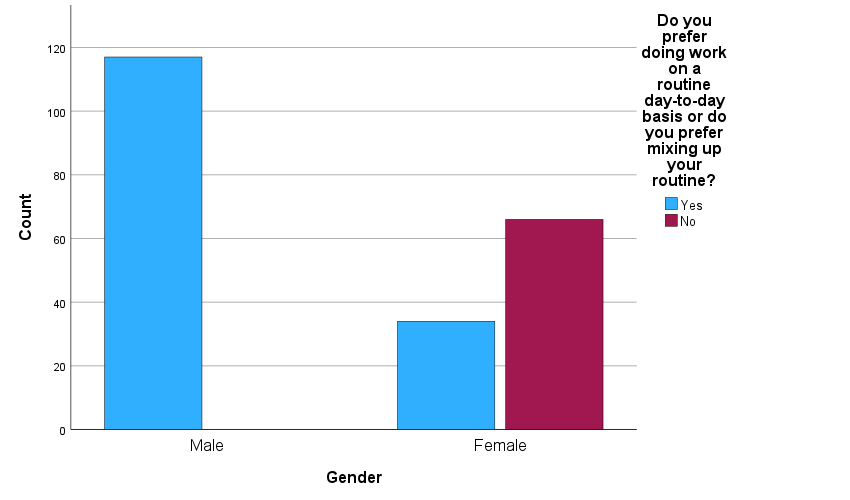 Do you
prefer
doing work
on a
routine
day-to-day
basis or do
you prefer
mixing up
your
routine?
Yes
No
120
100
80
60
40
20
0
Count
Male
Female
Gender